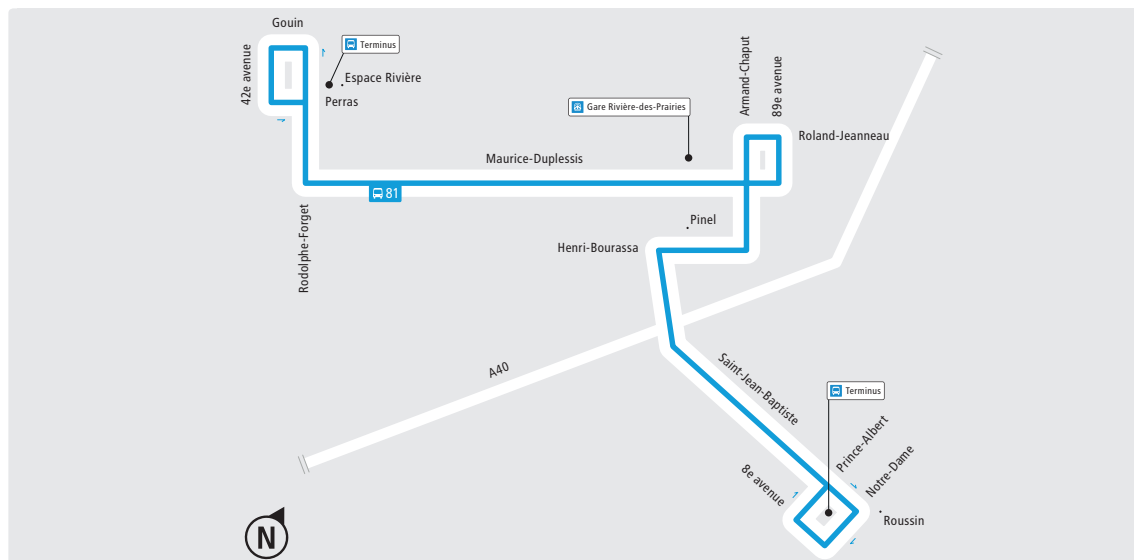 Gouin
Terminus
42e avenue
Espace Rivière
Perras
Armand-Chaput
89e avenue
Gare Rivière-des-Prairies
Roland-Jeanneau
Maurice-Duplessis
81
Rodolphe-Forget
Pinel
Henri-Bourassa
A40
Saint-Jean-Baptiste
Terminus
Prince-Albert
Notre-Dame
8e avenue
Roussin
N